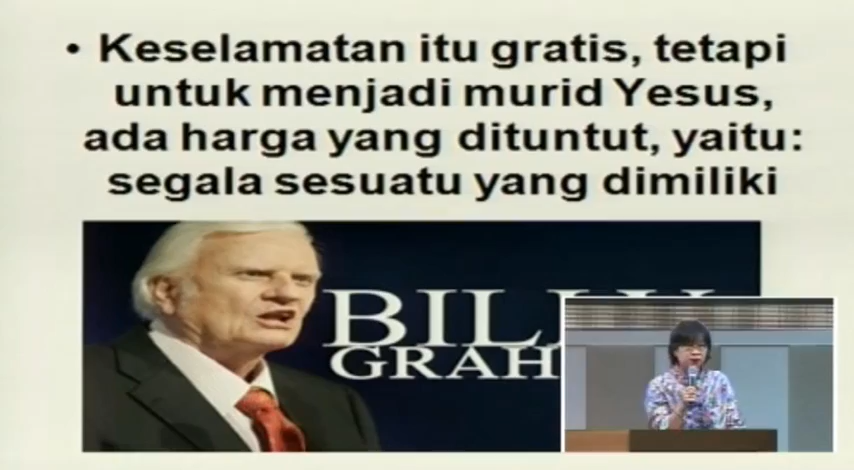 • Keselamatan itu gratis, tetapi
untuk menjadi murid Yesus,
ada harga yang dituntut, yaitu:
segala sesuatu yang dimiliki